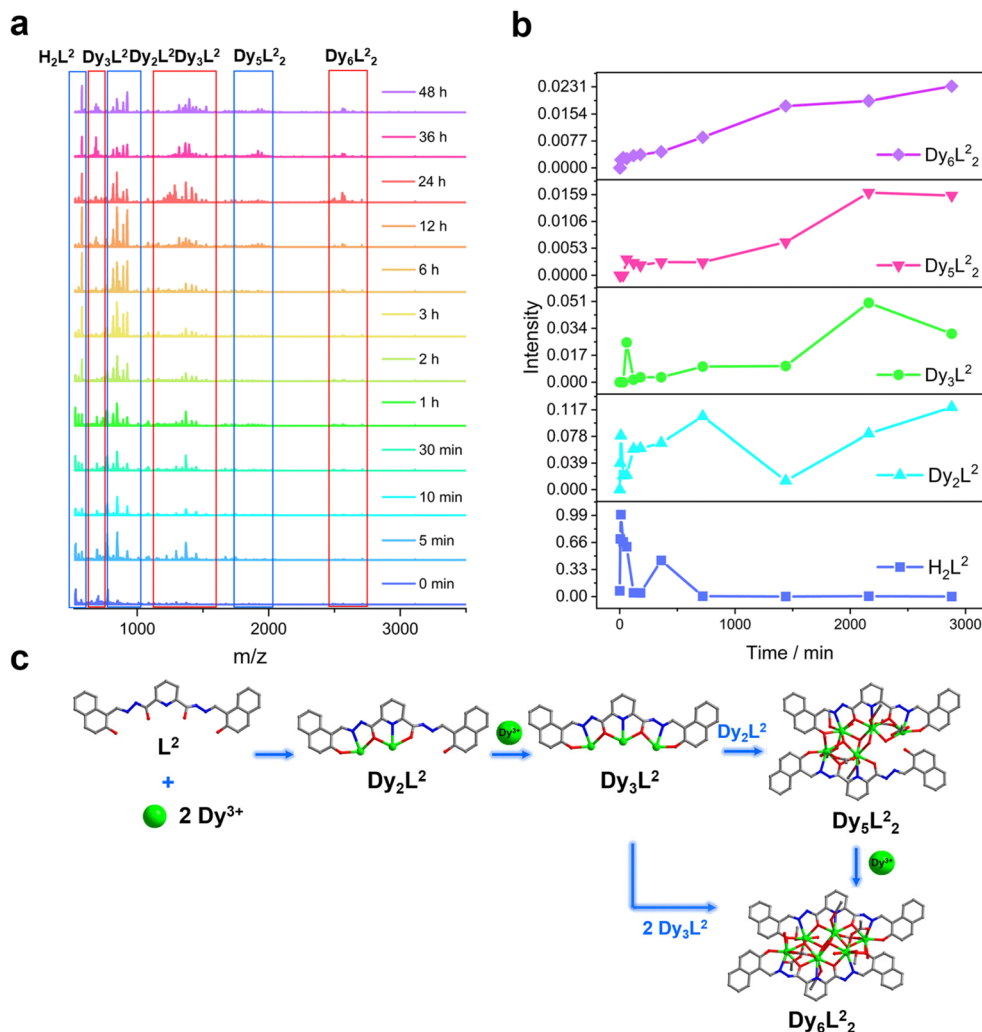 a
H₂L² Dy₃L² Dy₂L² Dy₃L² Dy₅L²₂ Dy₆L²₂
48 h
36 h
24 h
12 h
6 h
3 h
2 h
1 h
30 min
10 min
5 min
0 min
1000 2000 3000
m/z
b
Intensity
0.0231
0.0154
0.0077
0.0000
Dy₆L²₂
0.0159
0.0106
0.0053
0.0000
Dy₅L²₂
0.051
0.034
0.017
0.000
Dy₃L²
0.117
0.078
0.039
0.000
Dy₂L²
0.99
0.66
0.33
0.00
H₂L²
0 1000 2000 3000
Time / min
c
L²
+
2 Dy³⁺
Dy₂L²
Dy³⁺
Dy₃L²
Dy₂L²
Dy₅L²₂
Dy³⁺
2 Dy₃L²
Dy₆L²₂